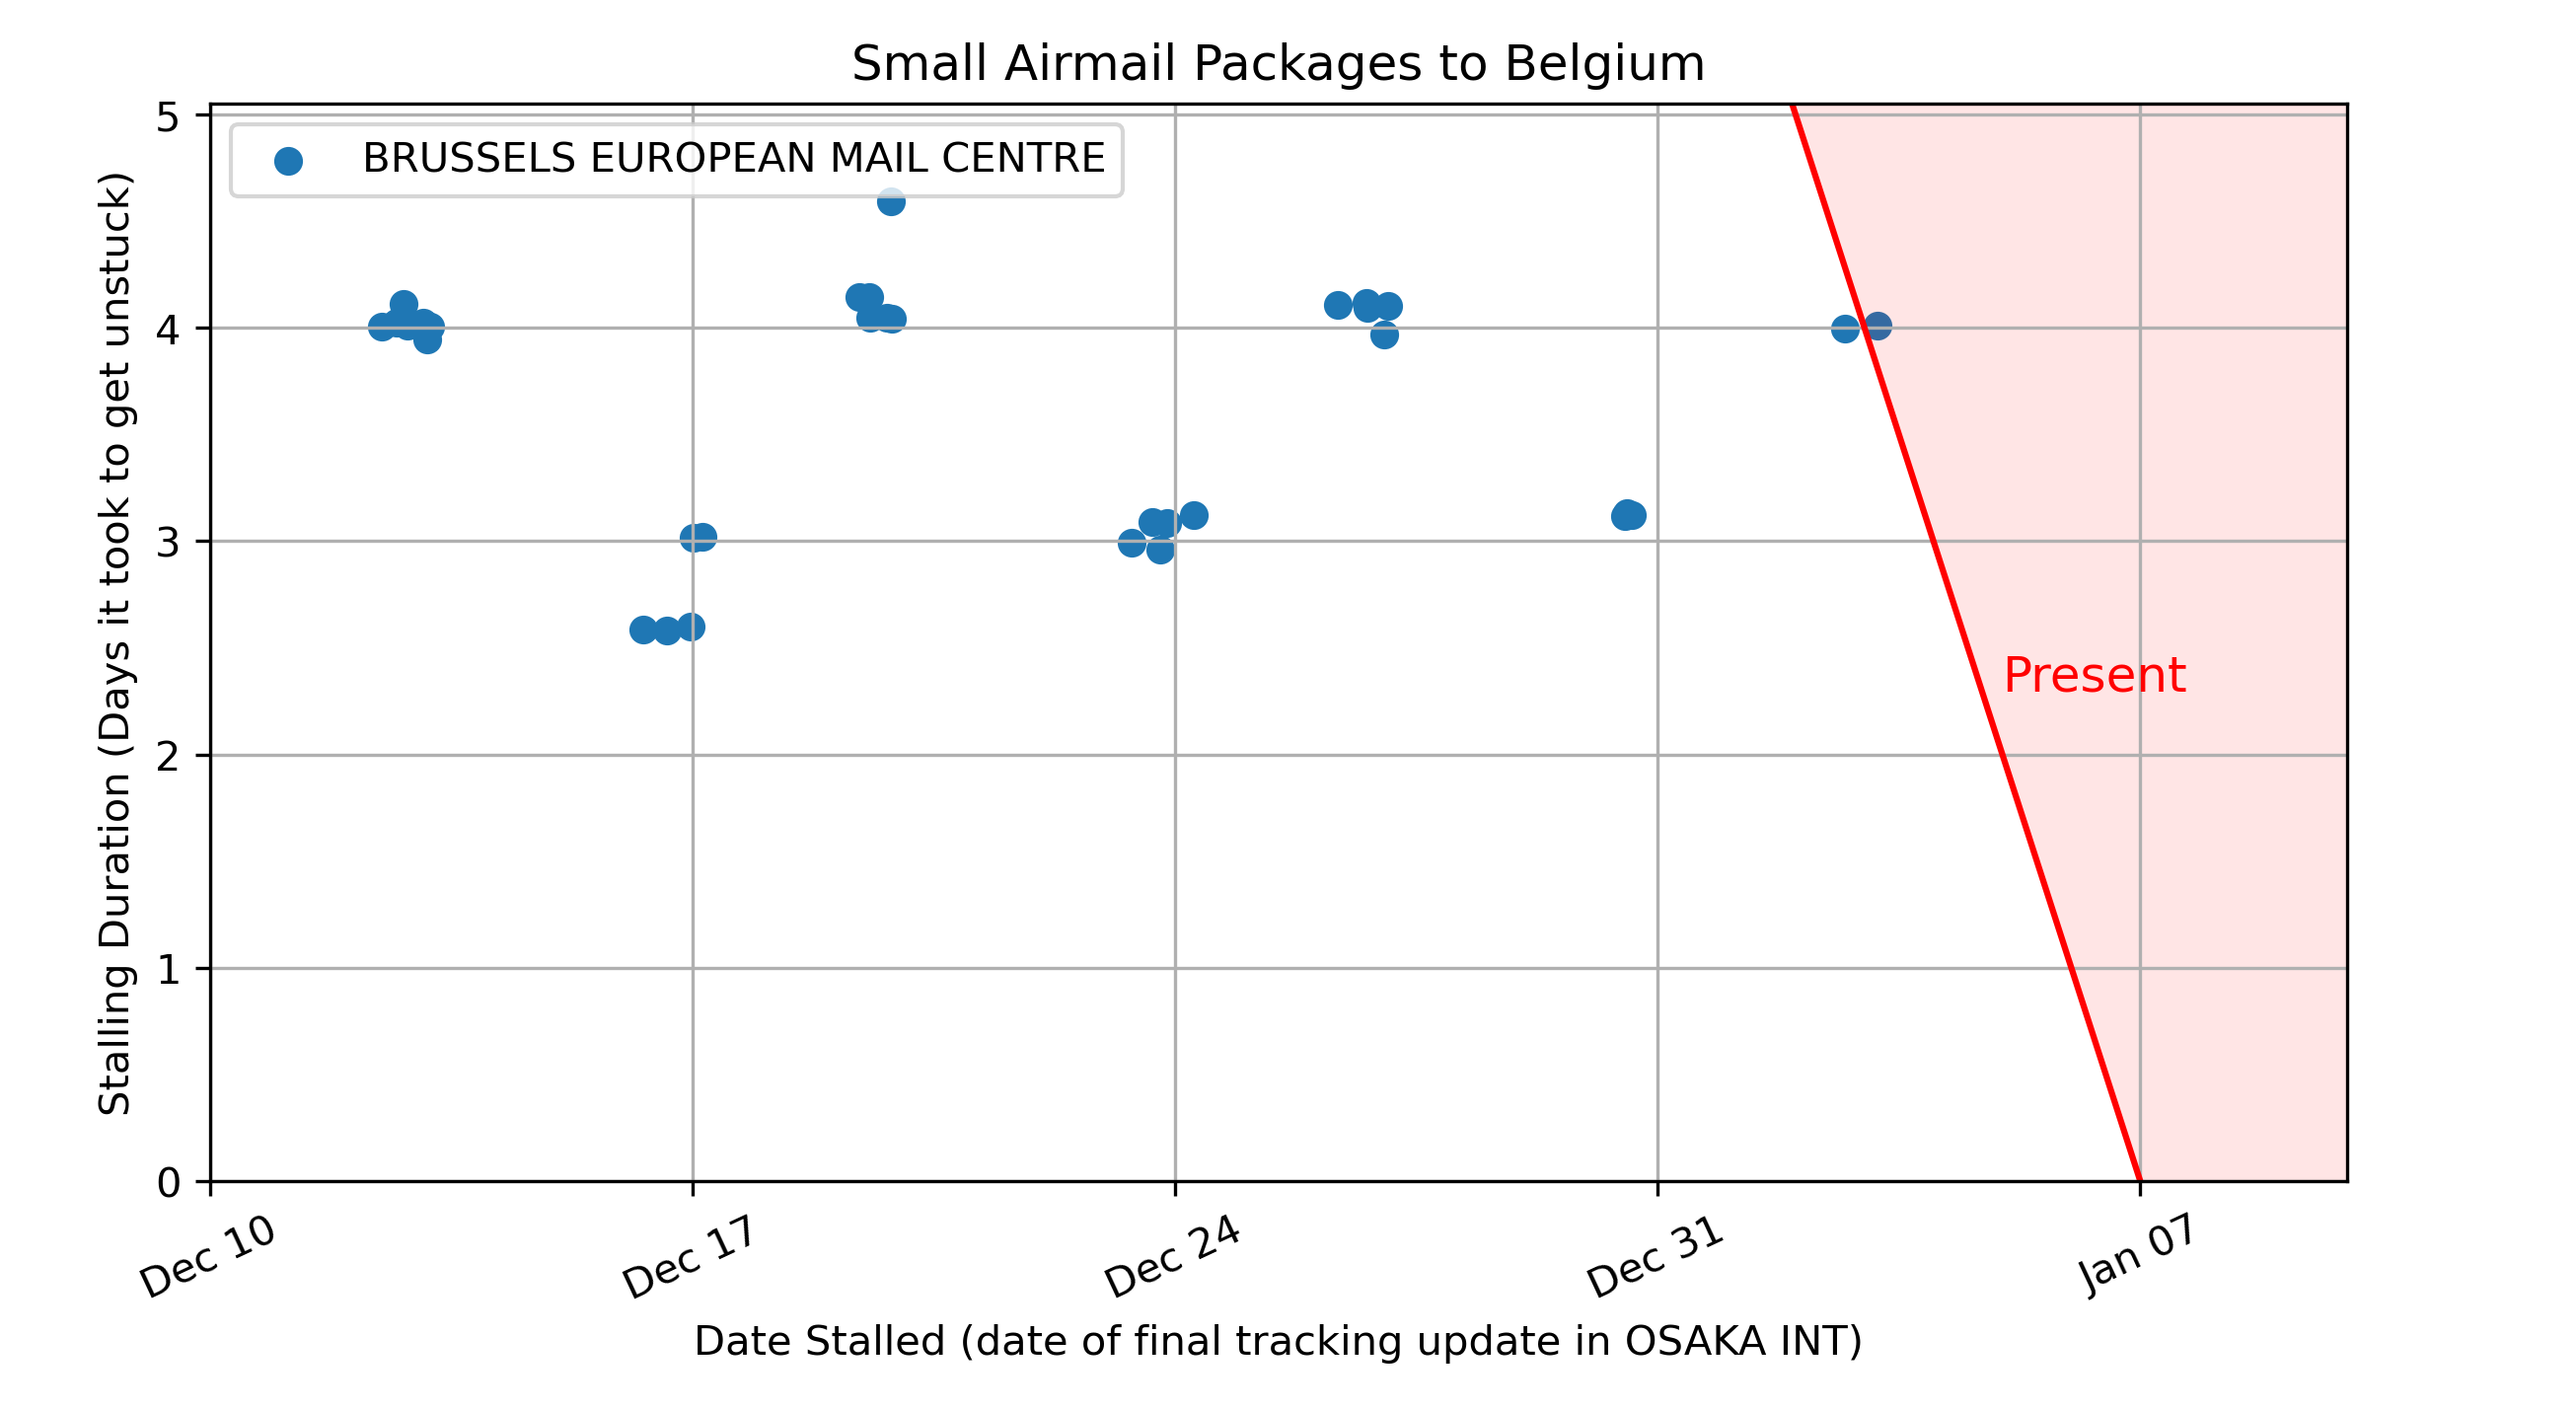 Small Airmail Packages to Belgium
BRUSSELS EUROPEAN MAIL CENTRE
Stalling Duration (Days it took to get unstuck)
5
4
3
2
1
0
Present
Dec 10
Dec 17
Dec 24
Dec 31
Jan 07
Date Stalled (date of final tracking update in OSAKA INT)